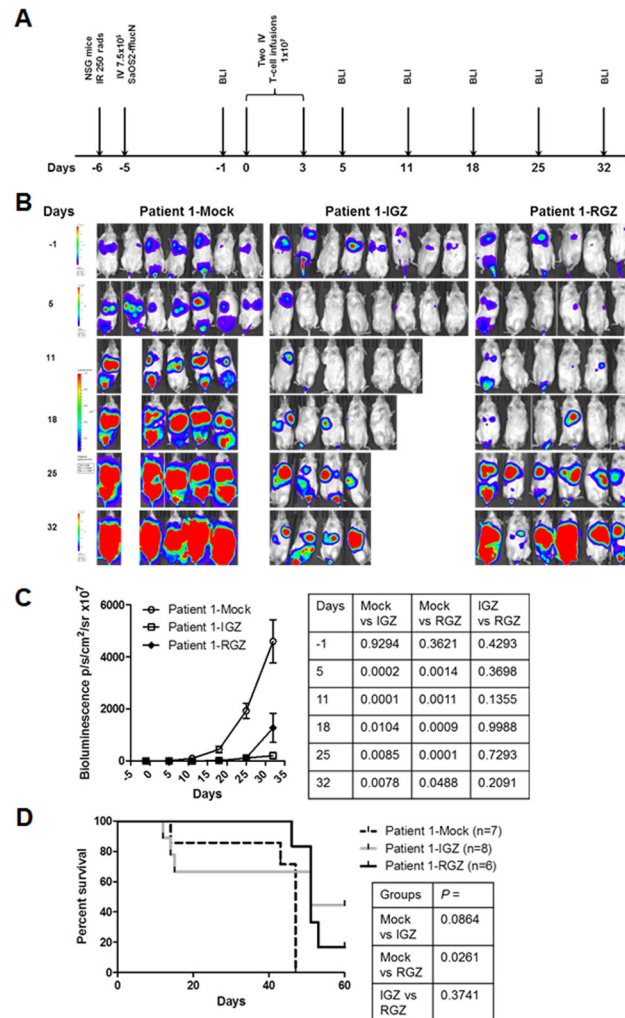 A
NSG mice
IR 250 rads
IV 7.5x10⁵
SaOS2-fflucN
BLI
Two IV
T-cell infusions
1x10⁷
BLI
BLI
BLI
BLI
BLI
Days -6 -5 -1 0 3 5 11 18 25 32
B
Days Patient 1-Mock Patient 1-IGZ Patient 1-RGZ
-1
5
11
18
25
32
C
Bioluminescence p/s/cm²/sr x10⁷
6000
4000
2000
0
-5 0 5 10 15 20 25 30 35
Days
Patient 1-Mock
Patient 1-IGZ
Patient 1-RGZ
Days Mock vs IGZ Mock vs RGZ IGZ vs RGZ
-1 0.9294 0.3621 0.4293
5 0.0002 0.0014 0.3698
11 0.0001 0.0011 0.1355
18 0.0104 0.0009 0.9988
25 0.0085 0.0001 0.7293
32 0.0078 0.0488 0.2091
D
Percent survival
100
80
60
40
20
0
0 20 40 60
Days
Patient 1-Mock (n=7)
Patient 1-IGZ (n=8)
Patient 1-RGZ (n=6)
Groups P =
Mock vs IGZ 0.0864
Mock vs RGZ 0.0261
IGZ vs RGZ 0.3741